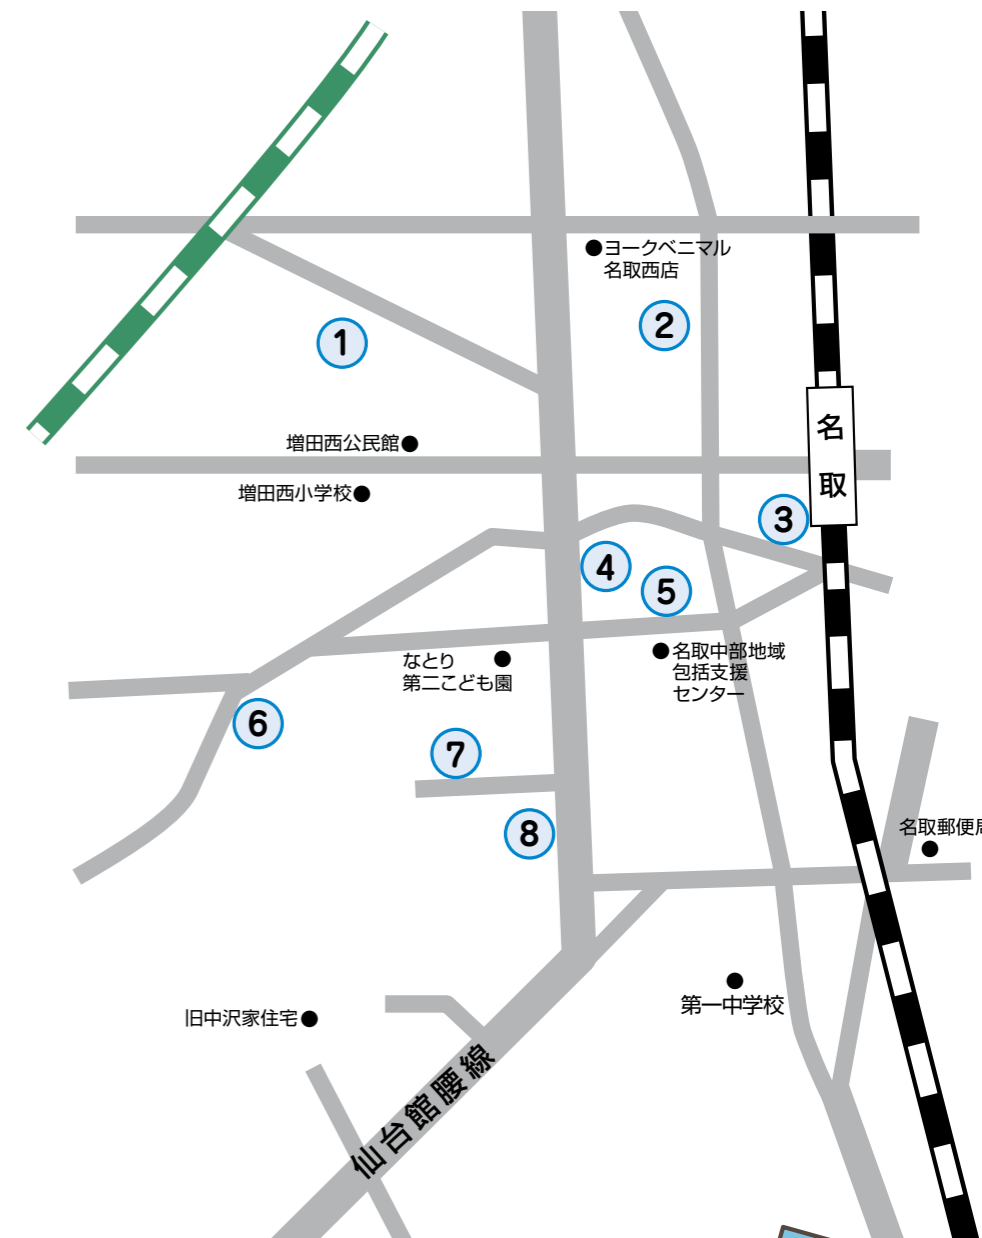 ヨークベニマル
名取西店
2
1
名取
増田西公民館
増田西小学校
3
4
5
なとり
第二こども園
名取中部地域
包括支援
センター
6
7
8
名取郵便局
第一中学校
旧中沢家住宅
仙台館腰線